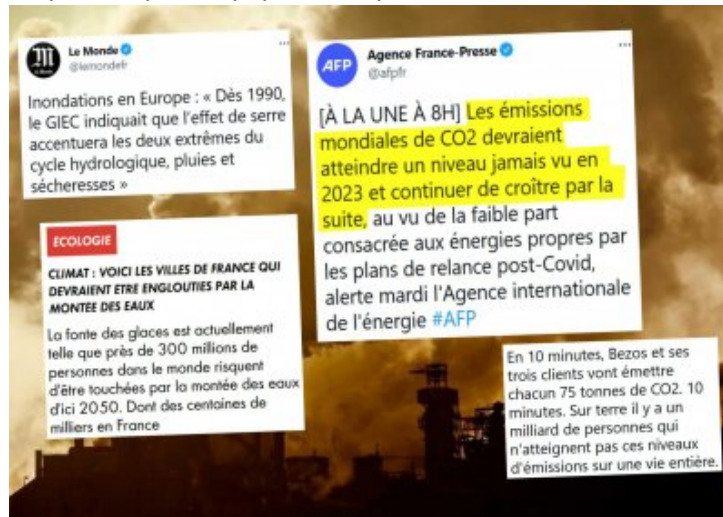 Le Monde
@lemondefr
Inondations en Europe : « Dès 1990,
le GIEC indiquait que l'effet de serre
accentuera les deux extrêmes du
cycle hydrologique, pluies et
sécheresses »
AFP
Agence France-Presse
@afpfr
[À LA UNE À 8H] Les émissions
mondiales de CO2 devraient
atteindre un niveau jamais vu en
2023 et continuer de croître par la
suite, au vu de la faible part
consacrée aux énergies propres par
les plans de relance post-Covid,
alerte mardi l'Agence internationale
de l'énergie #AFP
ÉCOLOGIE
CLIMAT : VOICI LES VILLES DE FRANCE QUI
DEVRAIENT ETRE ENGLOUTIES PAR LA
MONTÉE DES EAUX
La fonte des glaces est actuellement
telle que près de 300 millions de
personnes dans le monde risquent
d'être touchées par la montée des eaux
d'ici 2050. Dont des centaines de
milliers en France
En 10 minutes, Bezos et ses
trois clients vont émettre
chacun 75 tonnes de CO2. 10
minutes. Sur terre il y a un
milliard de personnes qui
n'atteignent pas ces niveaux
d'émissions sur une vie entière.